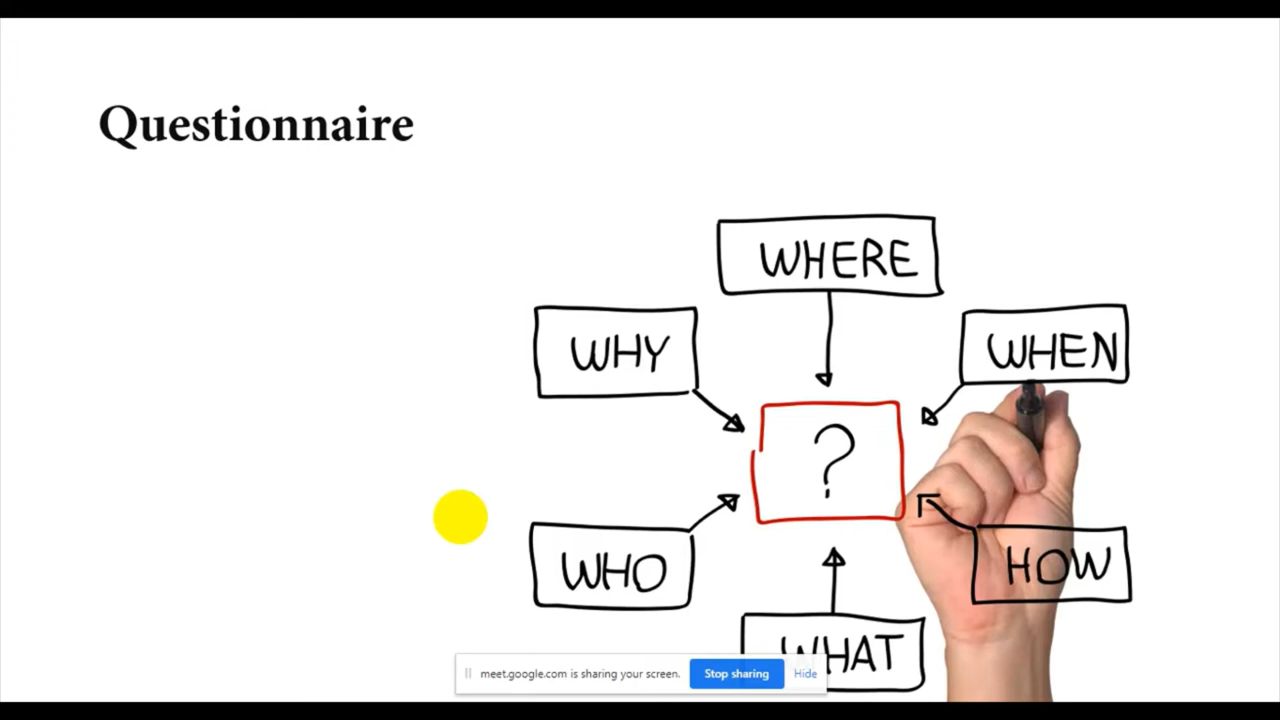 Questionnaire
WHERE
WHY
WHEN
?
WHO
HOW
WHAT
meet.google.com is sharing your screen.
Stop sharing
Hide